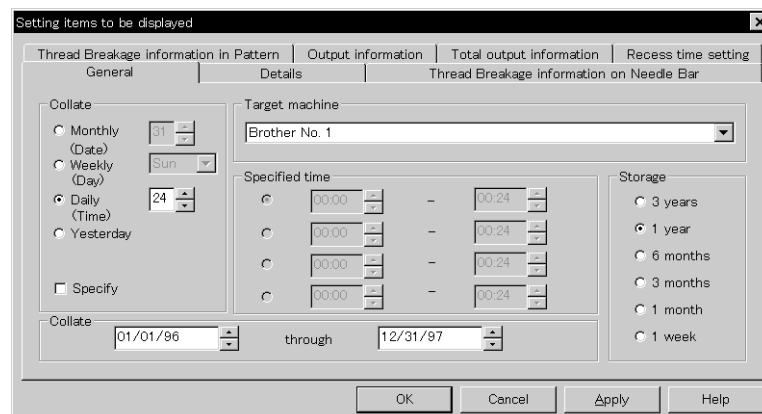 Setting items to be displayed
Thread Breakage information in Pattern
Output information
Total output information
Recess time setting
General
Details
Thread Breakage information on Needle Bar
Collate
Monthly
(Date)
31
Weekly
(Day)
Sun
Daily
(Time)
24
Yesterday
Specify
Target machine
Brother No. 1
Specified time
00:00 – 00:24
00:00 – 00:24
00:00 – 00:24
00:00 – 00:24
Storage
3 years
1 year
6 months
3 months
1 month
1 week
Collate
01/01/96 through 12/31/97
OK
Cancel
Apply
Help